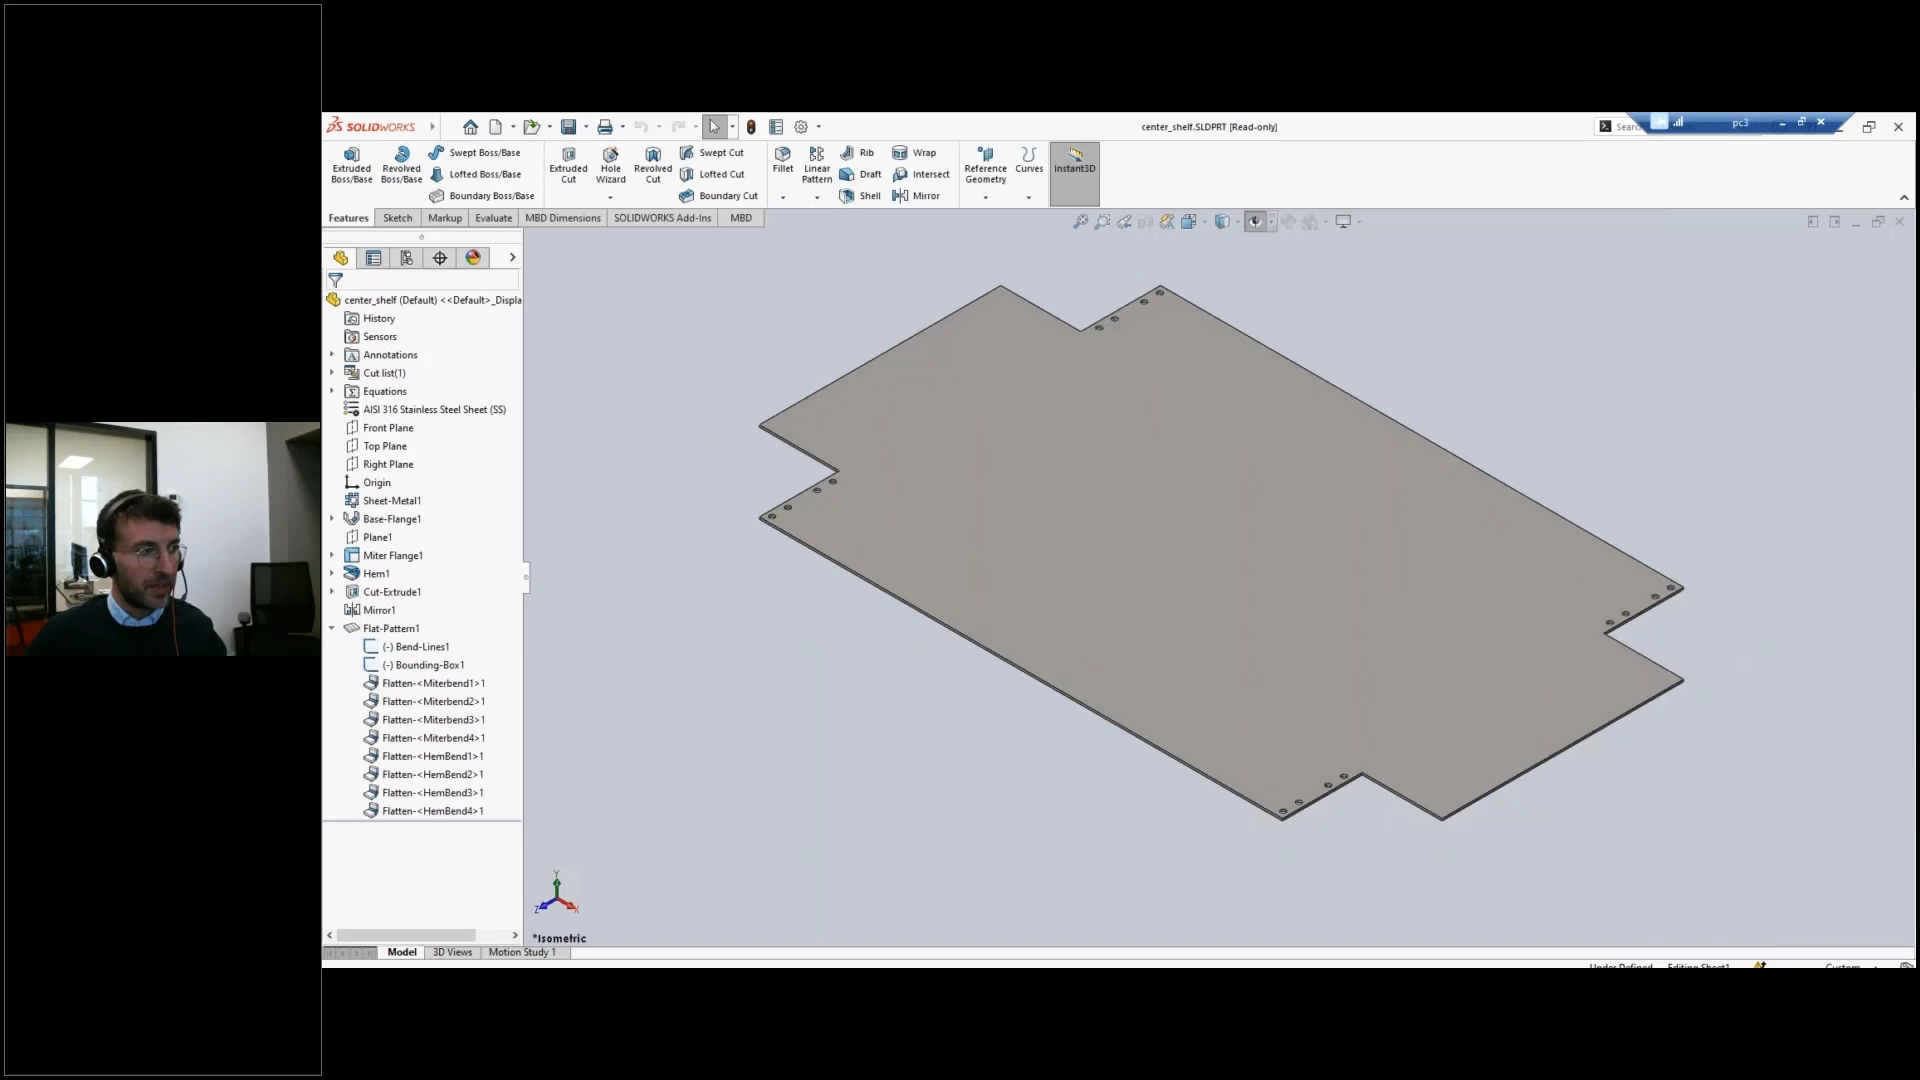 SOLIDWORKS
center_shelf.SLDPRT [Read-only]
pc3
Extruded Boss/Base
Revolved Boss/Base
Swept Boss/Base
Lofted Boss/Base
Boundary Boss/Base
Extruded Cut
Hole Wizard
Revolved Cut
Swept Cut
Lofted Cut
Boundary Cut
Fillet
Linear Pattern
Rib
Draft
Shell
Wrap
Intersect
Mirror
Reference Geometry
Curves
Instant3D
Features
Sketch
Markup
Evaluate
MBD Dimensions
SOLIDWORKS Add-Ins
MBD
center_shelf (Default) <<Default>_Displa
History
Sensors
Annotations
Cut list(1)
Equations
AISI 316 Stainless Steel Sheet (SS)
Front Plane
Top Plane
Right Plane
Origin
Sheet-Metal1
Base-Flange1
Plane1
Miter Flange1
Hem1
Cut-Extrude1
Mirror1
Flat-Pattern1
(-) Bend-Lines1
(-) Bounding-Box1
Flatten-<Miterbend1>1
Flatten-<Miterbend2>1
Flatten-<Miterbend3>1
Flatten-<Miterbend4>1
Flatten-<HemBend1>1
Flatten-<HemBend2>1
Flatten-<HemBend3>1
Flatten-<HemBend4>1
Y
Z
X
*Isometric
Model
3D Views
Motion Study 1
Under Defined
Editing Sheet1
Custom